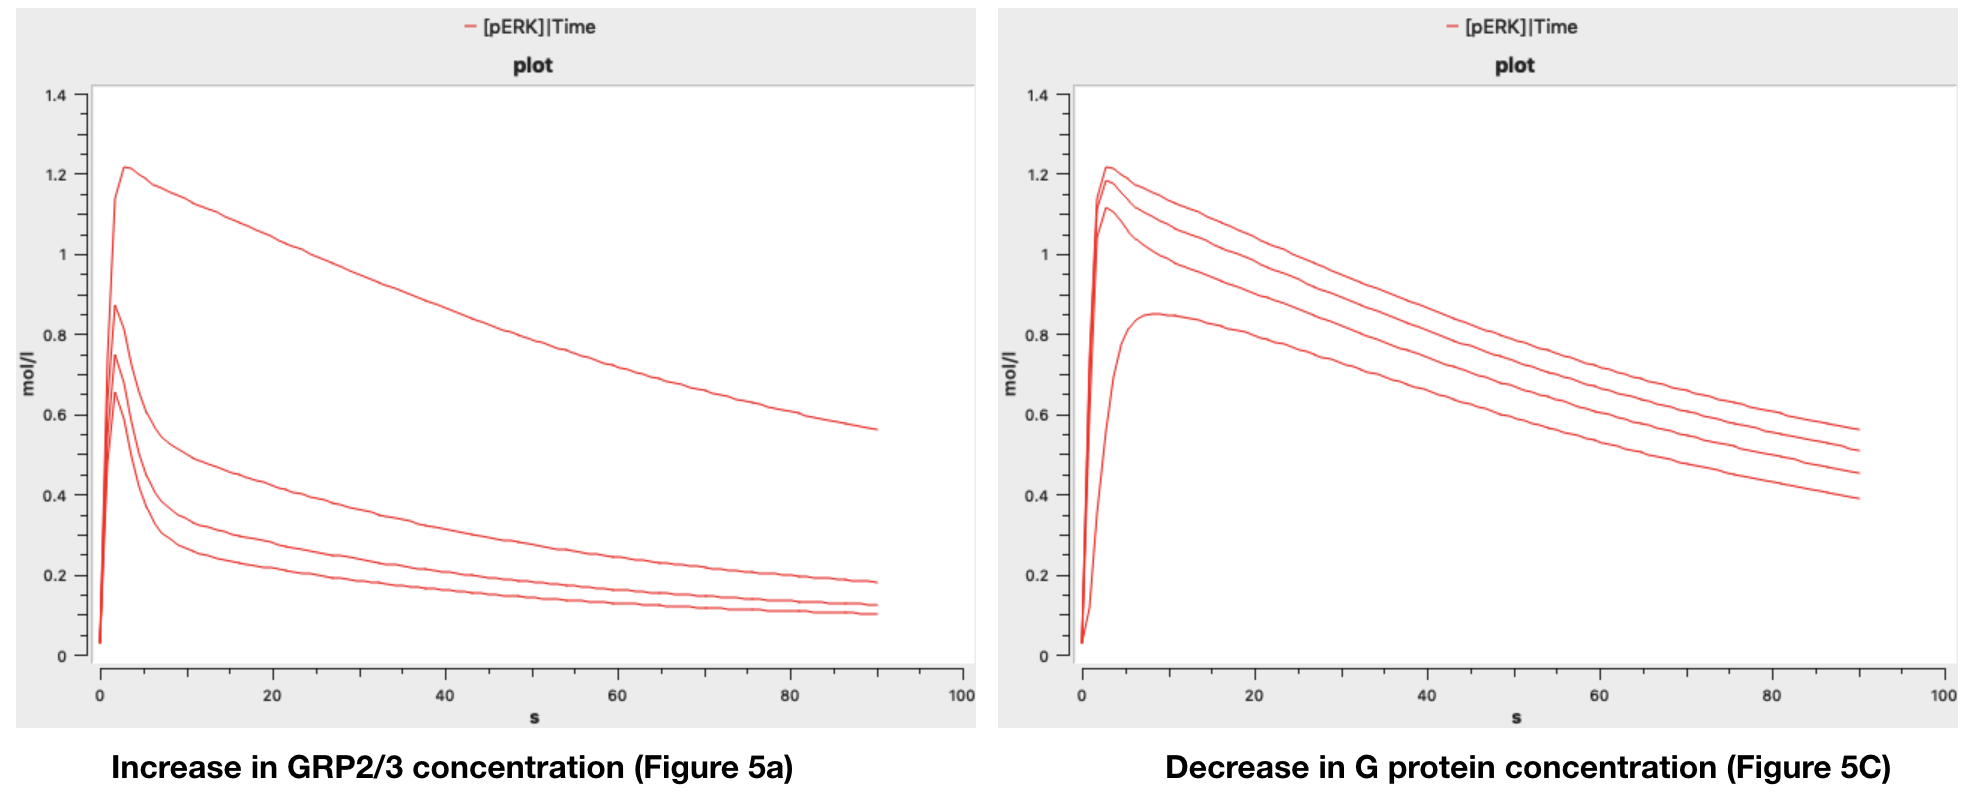 [pERK]|Time
plot
1.4
1.2
1
0.8
0.6
0.4
0.2
0
mol/l
0 20 40 60 80 100
s
Increase in GRP2/3 concentration (Figure 5a)
[pERK]|Time
plot
1.4
1.2
1
0.8
0.6
0.4
0.2
0
mol/l
0 20 40 60 80 100
s
Decrease in G protein concentration (Figure 5C)